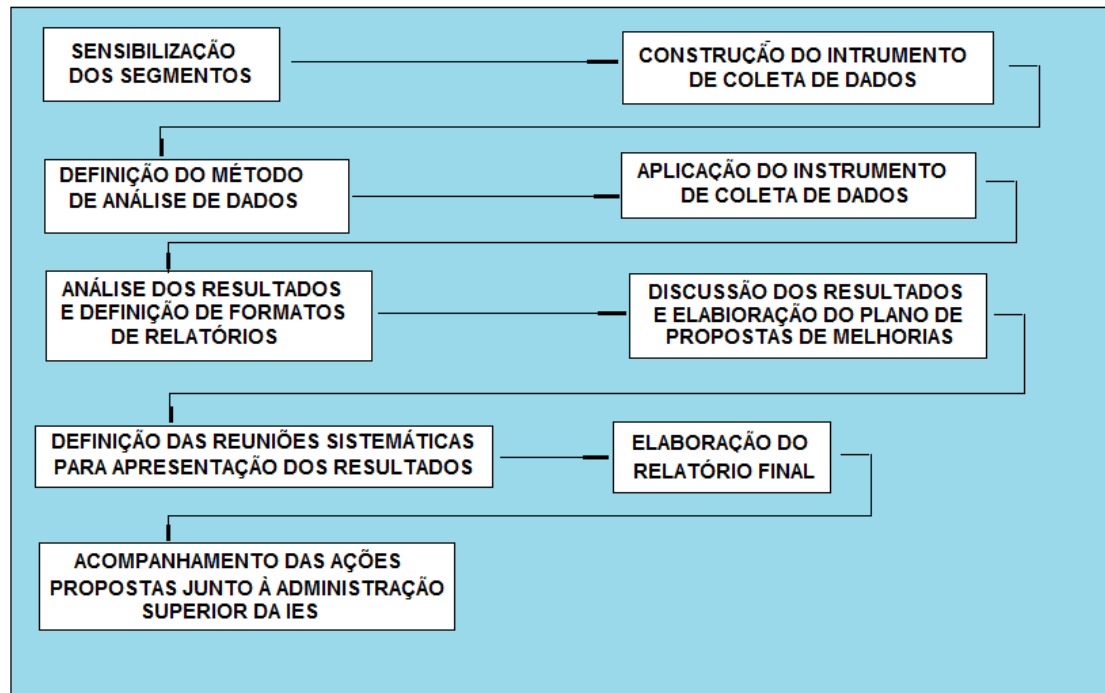 SENSIBILIZAÇÃO
DOS SEGMENTOS
CONSTRUÇÃO DO INTRUMENTO
DE COLETA DE DADOS
DEFINIÇÃO DO MÉTODO
DE ANÁLISE DE DADOS
APLICAÇÃO DO INSTRUMENTO
DE COLETA DE DADOS
ANÁLISE DOS RESULTADOS
E DEFINIÇÃO DE FORMATOS
DE RELATÓRIOS
DISCUSSÃO DOS RESULTADOS
E ELABIORAÇÃO DO PLANO DE
PROPOSTAS DE MELHORIAS
DEFINIÇÃO DAS REUNIÕES SISTEMÁTICAS
PARA APRESENTAÇÃO DOS RESULTADOS
ELABORAÇÃO DO
RELATÓRIO FINAL
ACOMPANHAMENTO DAS AÇÕES
PROPOSTAS JUNTO À ADMINISTRAÇÃO
SUPERIOR DA IES